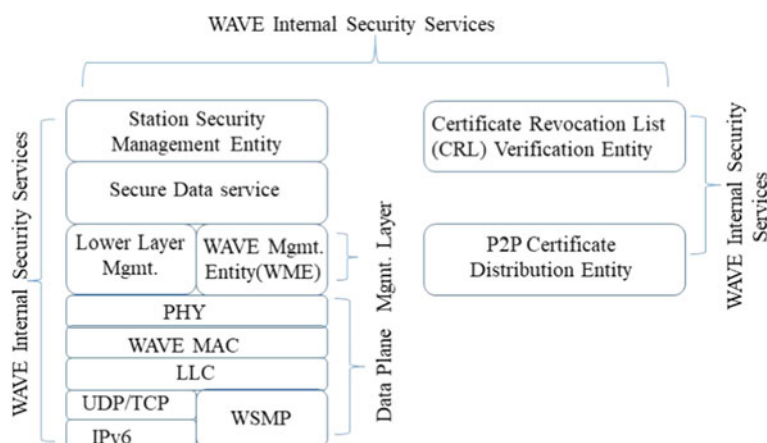 WAVE Internal Security Services
WAVE Internal Security Services
Station Security
Management Entity
Secure Data service
Lower Layer
Mgmt.
WAVE Mgmt.
Entity(WME)
PHY
WAVE MAC
LLC
UDP/TCP
IPv6
WSMP
Mgmt. Layer
Data Plane
Certificate Revocation List
(CRL) Verification Entity
P2P Certificate
Distribution Entity
WAVE Internal Security
Services